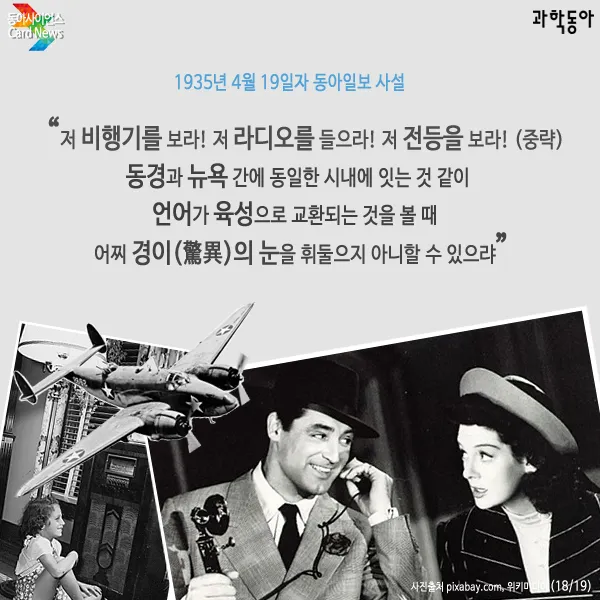 동아사이언스
Card News
과학동아
1935년 4월 19일자 동아일보 사설
“저 비행기를 보라! 저 라디오를 들으라! 저 전등을 보라! (중략)
동경과 뉴욕 간에 동일한 시내에 잇는 것 같이
언어가 육성으로 교환되는 것을 볼 때
어찌 경이(驚異)의 눈을 휘둘으지 아니할 수 있으랴”
사진출처 pixabay.com, 위키미디어(18/19)